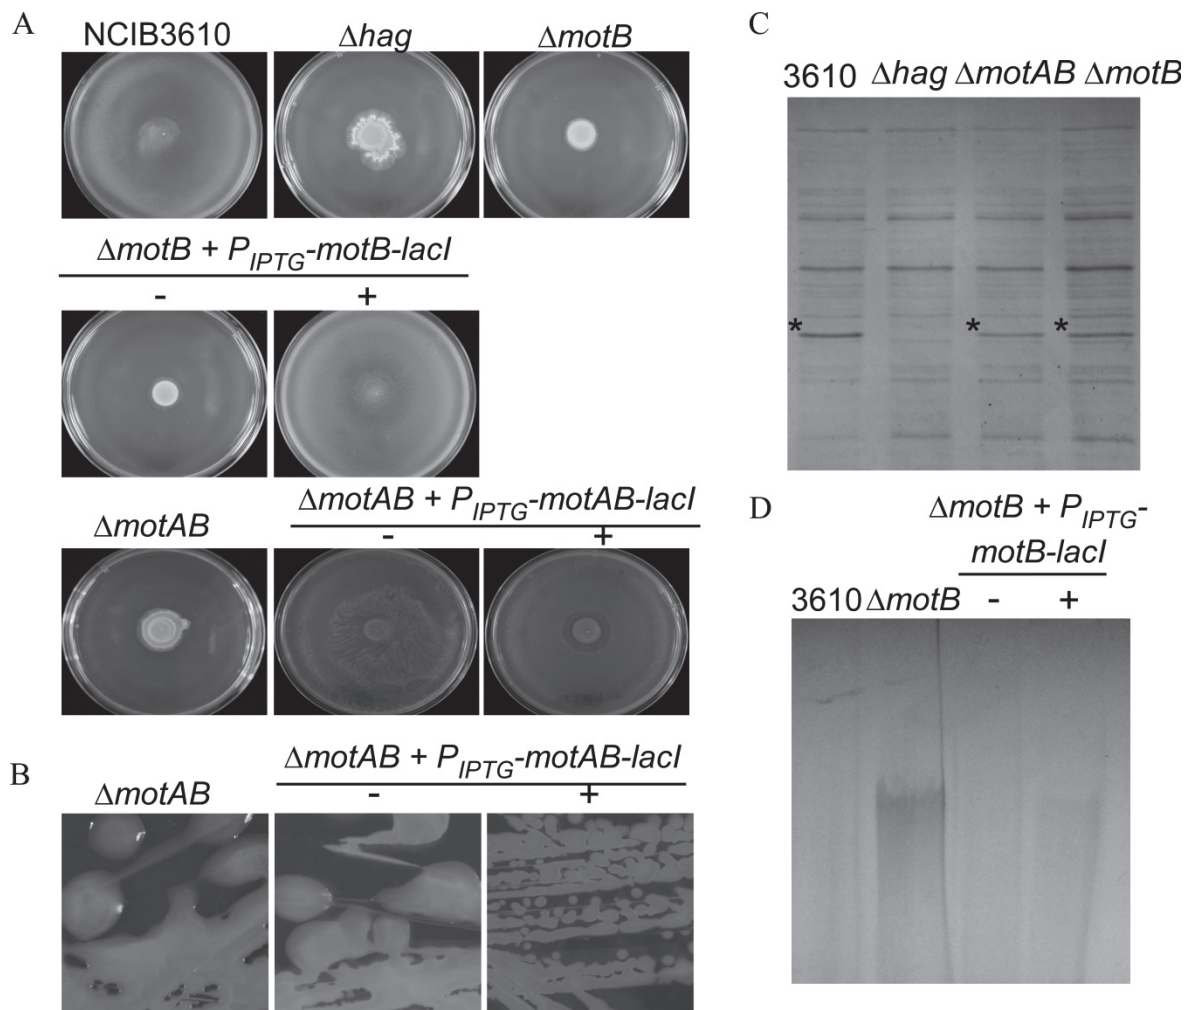 A
NCIB3610 Δhag ΔmotB
ΔmotB + PIPTG-motB-lacI
- +
ΔmotAB
ΔmotAB + PIPTG-motAB-lacI
- +
B
ΔmotAB
ΔmotAB + PIPTG-motAB-lacI
- +
C
3610 Δhag ΔmotAB ΔmotB
* * *
D
ΔmotB + PIPTG-
motB-lacI
3610 ΔmotB - +